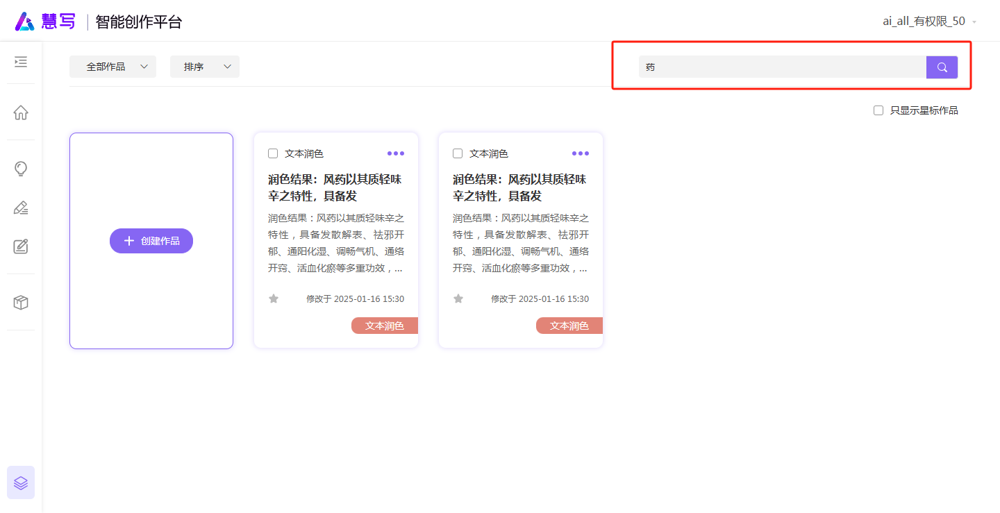 慧写 智能创作平台
ai_all_有权限_50
全部作品
排序
药
只显示星标作品
创建作品
文本润色
润色结果：风药以其质轻味
辛之特性，具备发
润色结果：风药以其质轻味辛之
特性，具备发散解表、祛邪开
郁、通阳化湿、调畅气机、通络
开窍、活血化瘀等多重功效，...
修改于 2025-01-16 15:30
文本润色
文本润色
润色结果：风药以其质轻味
辛之特性，具备发
润色结果：风药以其质轻味辛之
特性，具备发散解表、祛邪开
郁、通阳化湿、调畅气机、通络
开窍、活血化瘀等多重功效，...
修改于 2025-01-16 15:30
文本润色